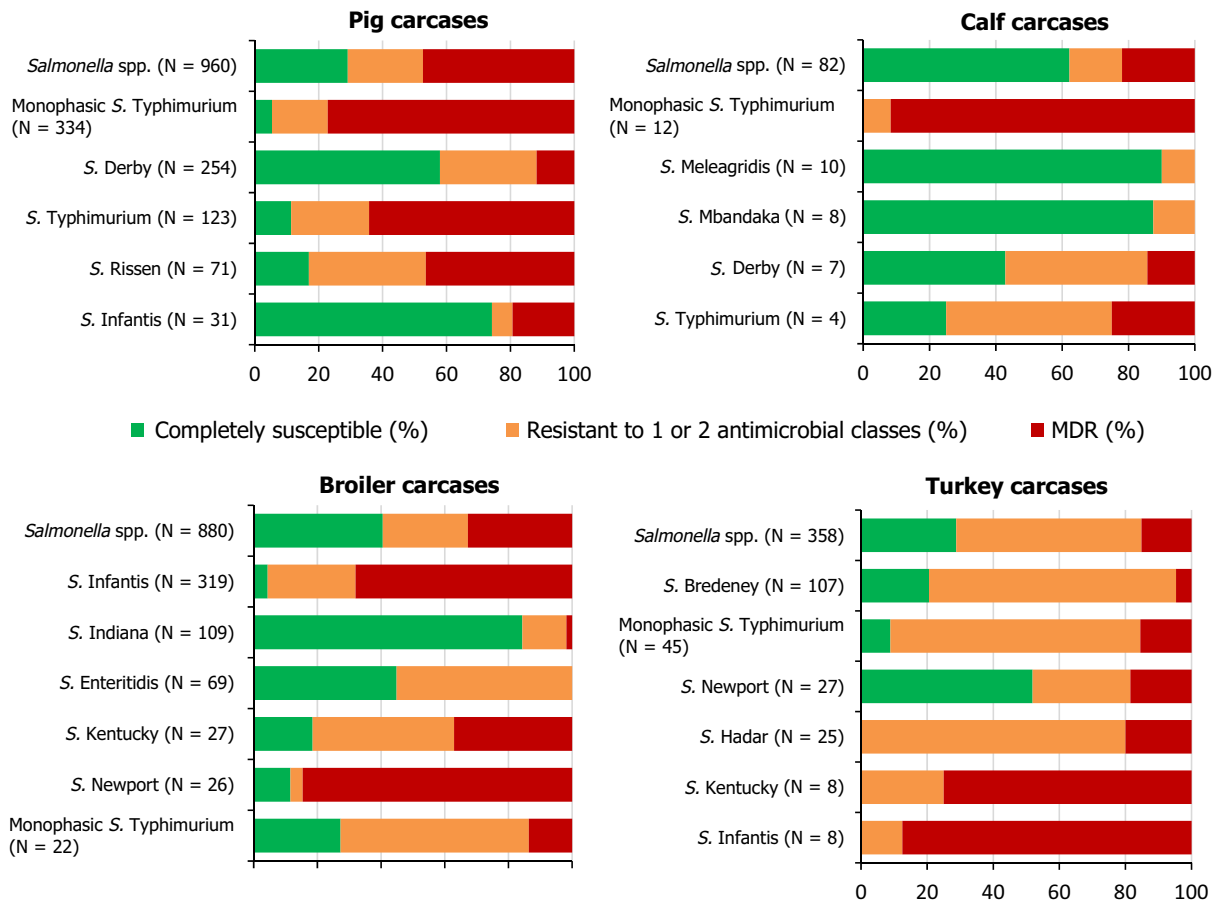 Pig carcases
Salmonella spp. (N = 960)
Monophasic S. Typhimurium
(N = 334)
S. Derby (N = 254)
S. Typhimurium (N = 123)
S. Rissen (N = 71)
S. Infantis (N = 31)
0 20 40 60 80 100
Calf carcases
Salmonella spp. (N = 82)
Monophasic S. Typhimurium
(N = 12)
S. Meleagridis (N = 10)
S. Mbandaka (N = 8)
S. Derby (N = 7)
S. Typhimurium (N = 4)
0 20 40 60 80 100
Completely susceptible (%) Resistant to 1 or 2 antimicrobial classes (%) MDR (%)
Broiler carcases
Salmonella spp. (N = 880)
S. Infantis (N = 319)
S. Indiana (N = 109)
S. Enteritidis (N = 69)
S. Kentucky (N = 27)
S. Newport (N = 26)
Monophasic S. Typhimurium
(N = 22)
Turkey carcases
Salmonella spp. (N = 358)
S. Bredeney (N = 107)
Monophasic S. Typhimurium
(N = 45)
S. Newport (N = 27)
S. Hadar (N = 25)
S. Kentucky (N = 8)
S. Infantis (N = 8)
0 20 40 60 80 100